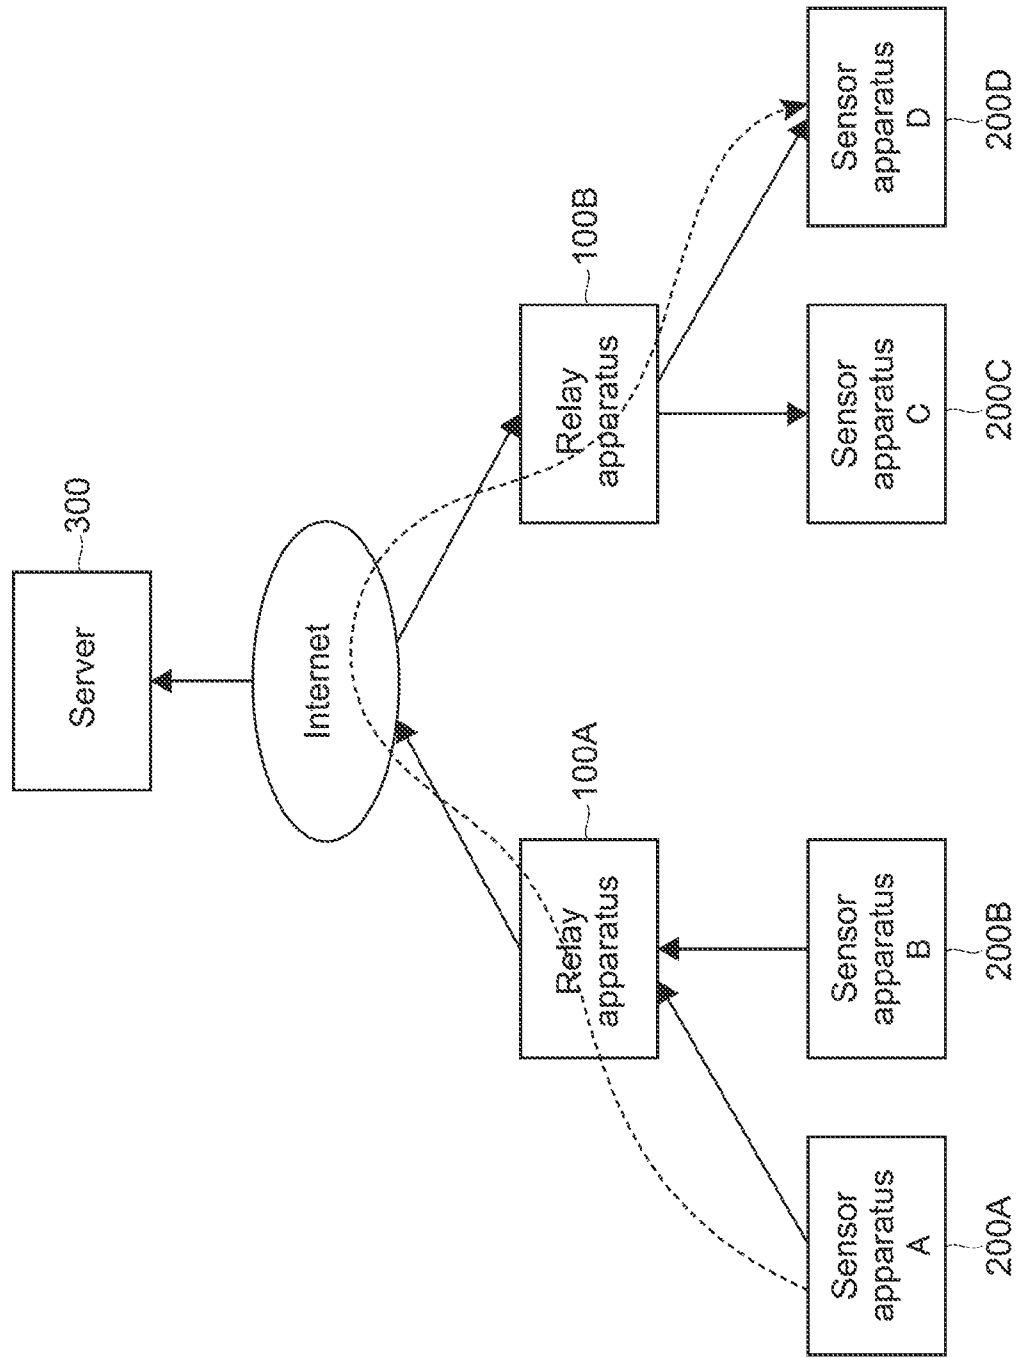 300
Server
Internet
100A
Relay
apparatus
100B
Relay
apparatus
Sensor
apparatus
A
200A
Sensor
apparatus
B
200B
Sensor
apparatus
C
200C
Sensor
apparatus
D
200D